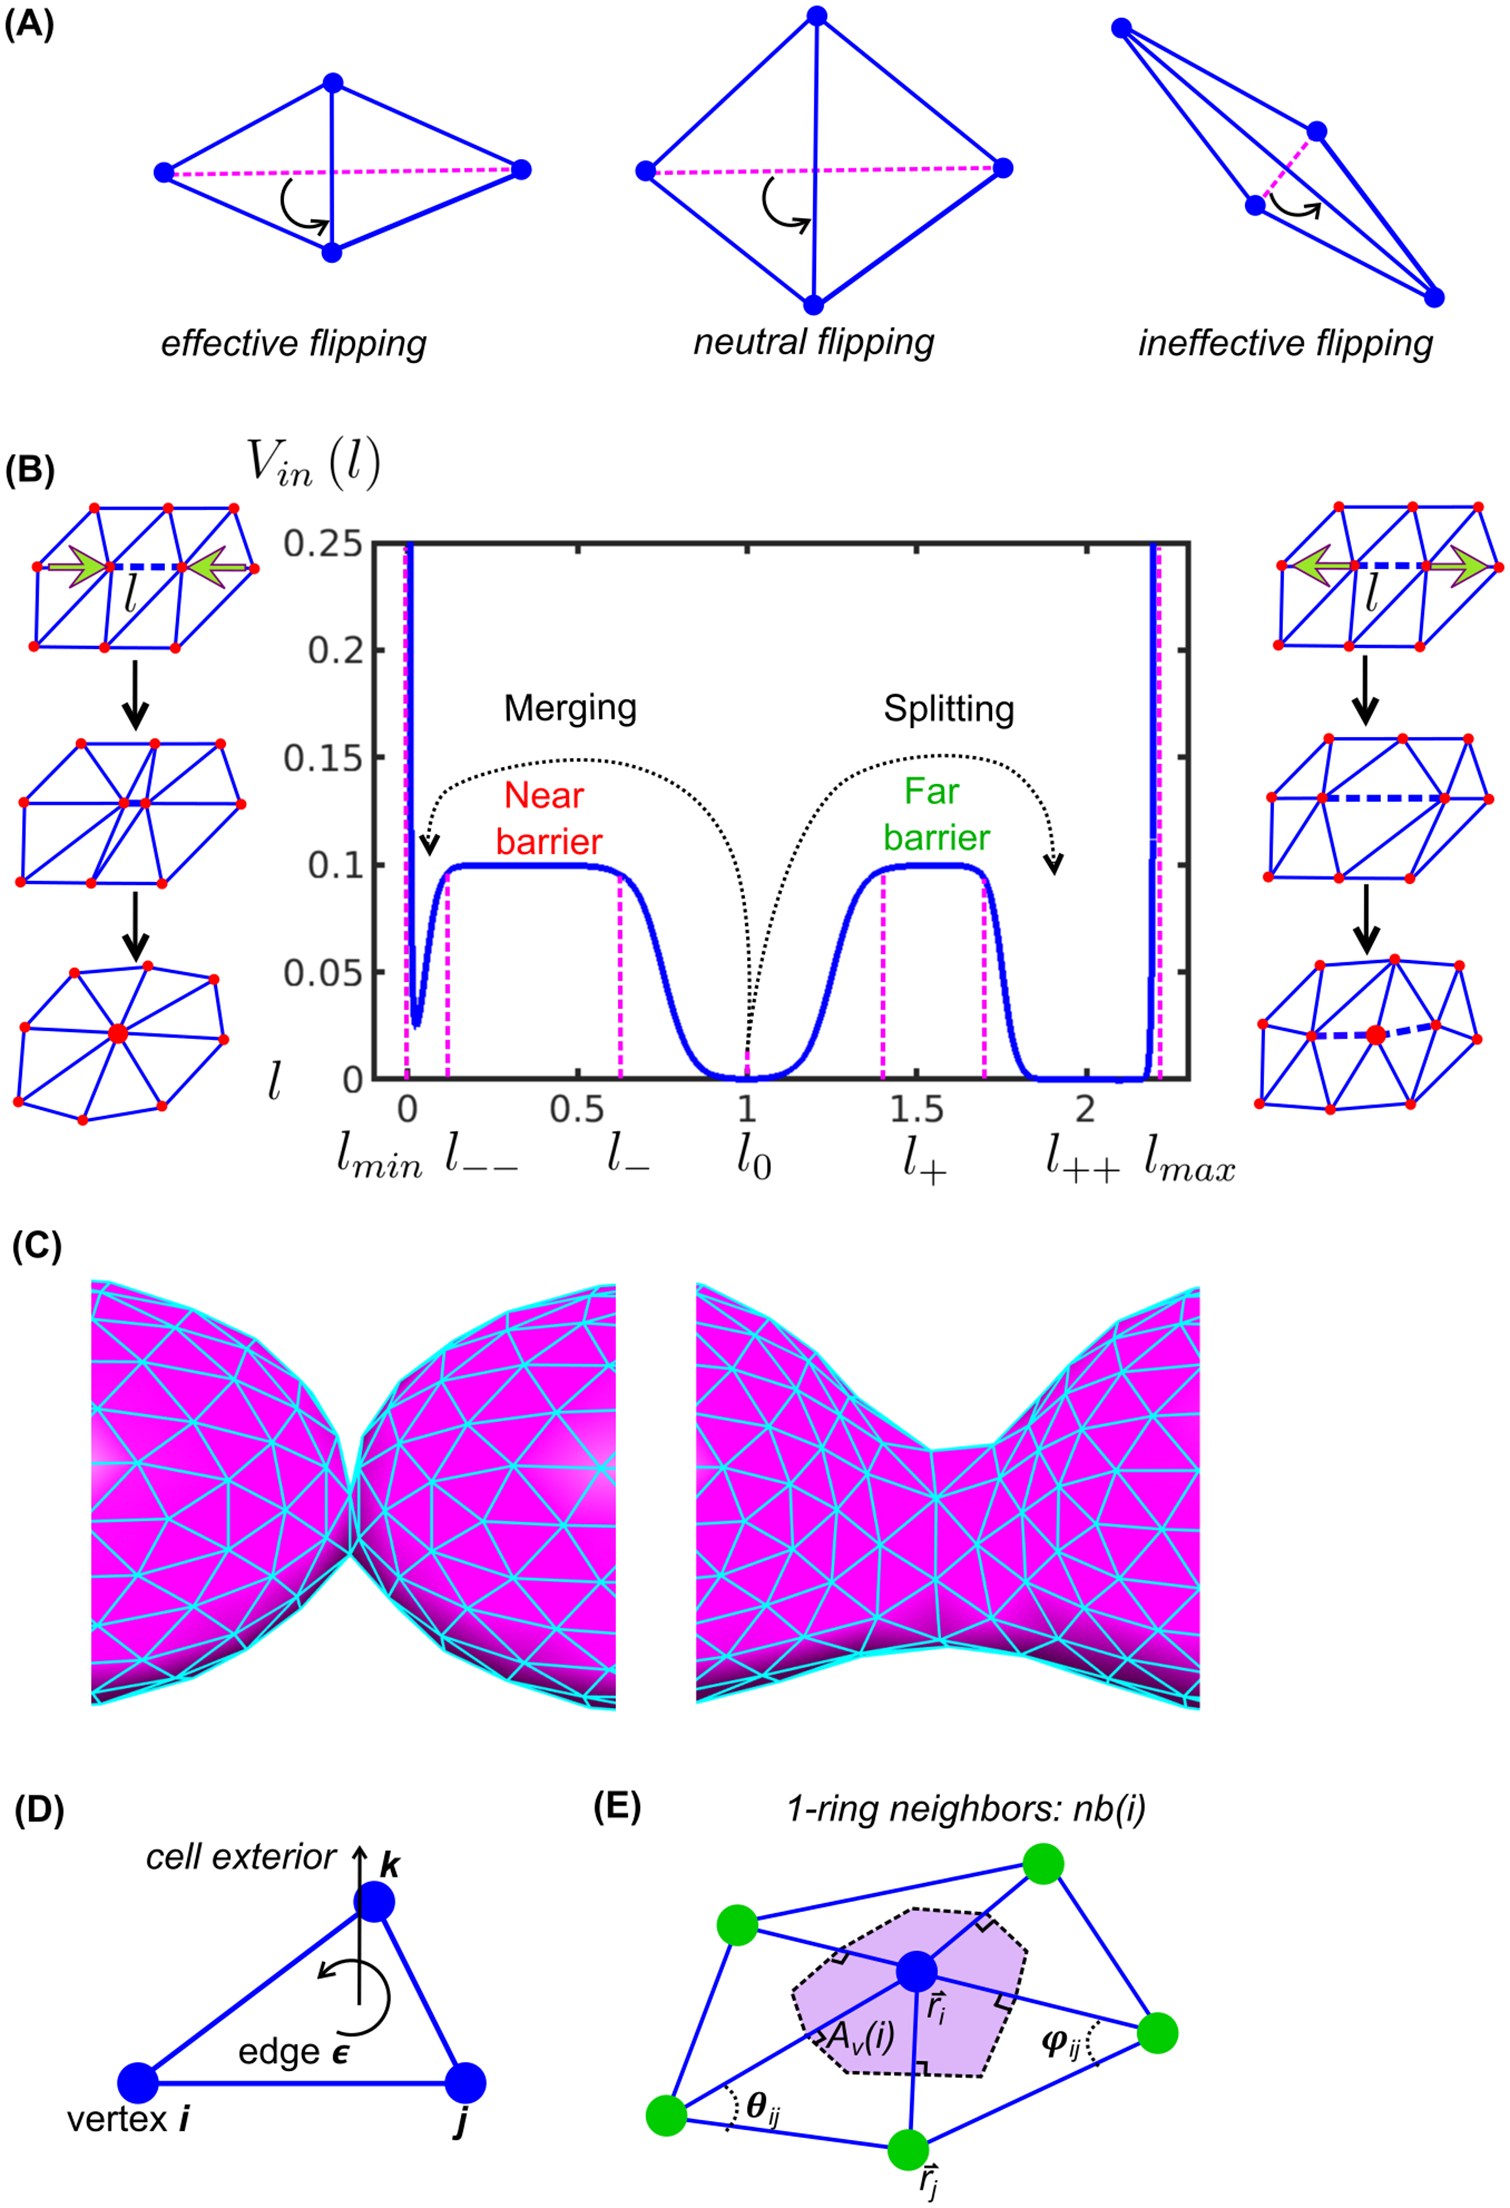 (A)
effective flipping
neutral flipping
ineffective flipping
(B)
V_in (l)
0.25
0.2
0.15
0.1
0.05
0
Merging
Splitting
Near
barrier
Far
barrier
l
l
l
0 0.5 1 1.5 2
l_min l_-- l_- l_0 l_+ l_++ l_max
(C)
(D)
cell exterior
k
edge ϵ
vertex i
j
(E)
1-ring neighbors: nb(i)
r⃗_i
A_v(i)
φ_ij
θ_ij
r⃗_j